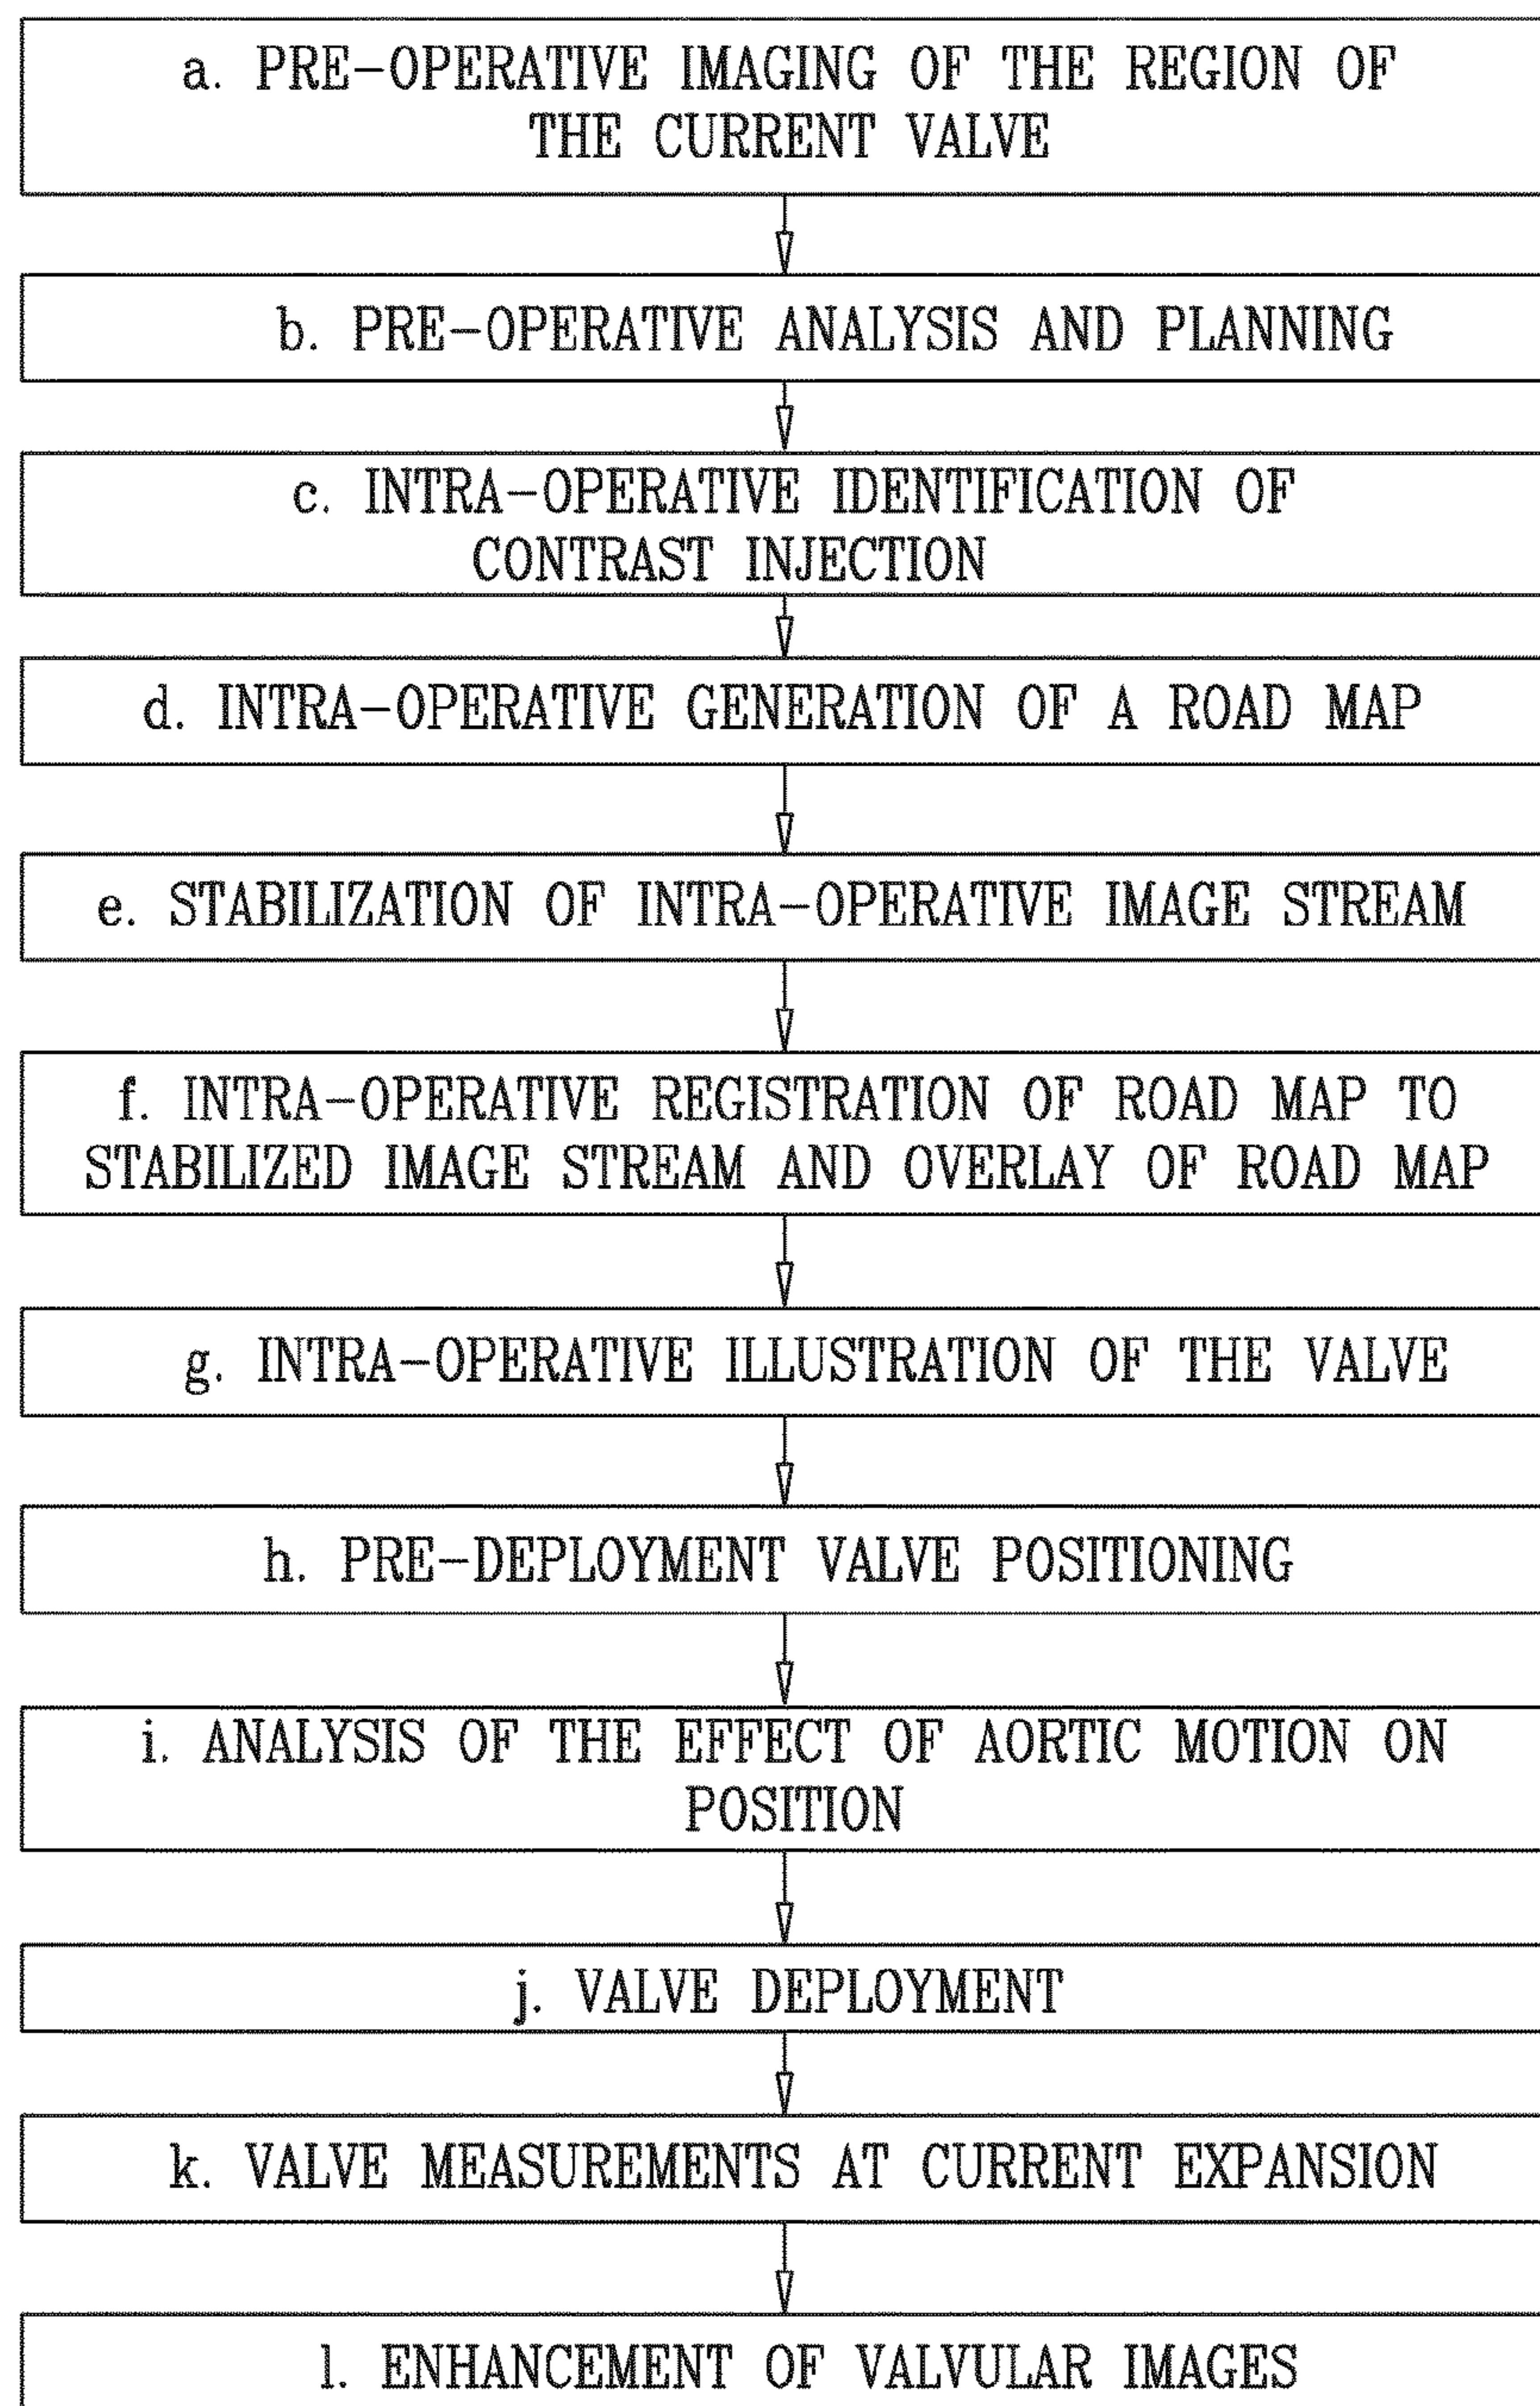 a. PRE-OPERATIVE IMAGING OF THE REGION OF
THE CURRENT VALVE
b. PRE-OPERATIVE ANALYSIS AND PLANNING
c. INTRA-OPERATIVE IDENTIFICATION OF
CONTRAST INJECTION
d. INTRA-OPERATIVE GENERATION OF A ROAD MAP
e. STABILIZATION OF INTRA-OPERATIVE IMAGE STREAM
f. INTRA-OPERATIVE REGISTRATION OF ROAD MAP TO
STABILIZED IMAGE STREAM AND OVERLAY OF ROAD MAP
g. INTRA-OPERATIVE ILLUSTRATION OF THE VALVE
h. PRE-DEPLOYMENT VALVE POSITIONING
i. ANALYSIS OF THE EFFECT OF AORTIC MOTION ON
POSITION
j. VALVE DEPLOYMENT
k. VALVE MEASUREMENTS AT CURRENT EXPANSION
l. ENHANCEMENT OF VALVULAR IMAGES